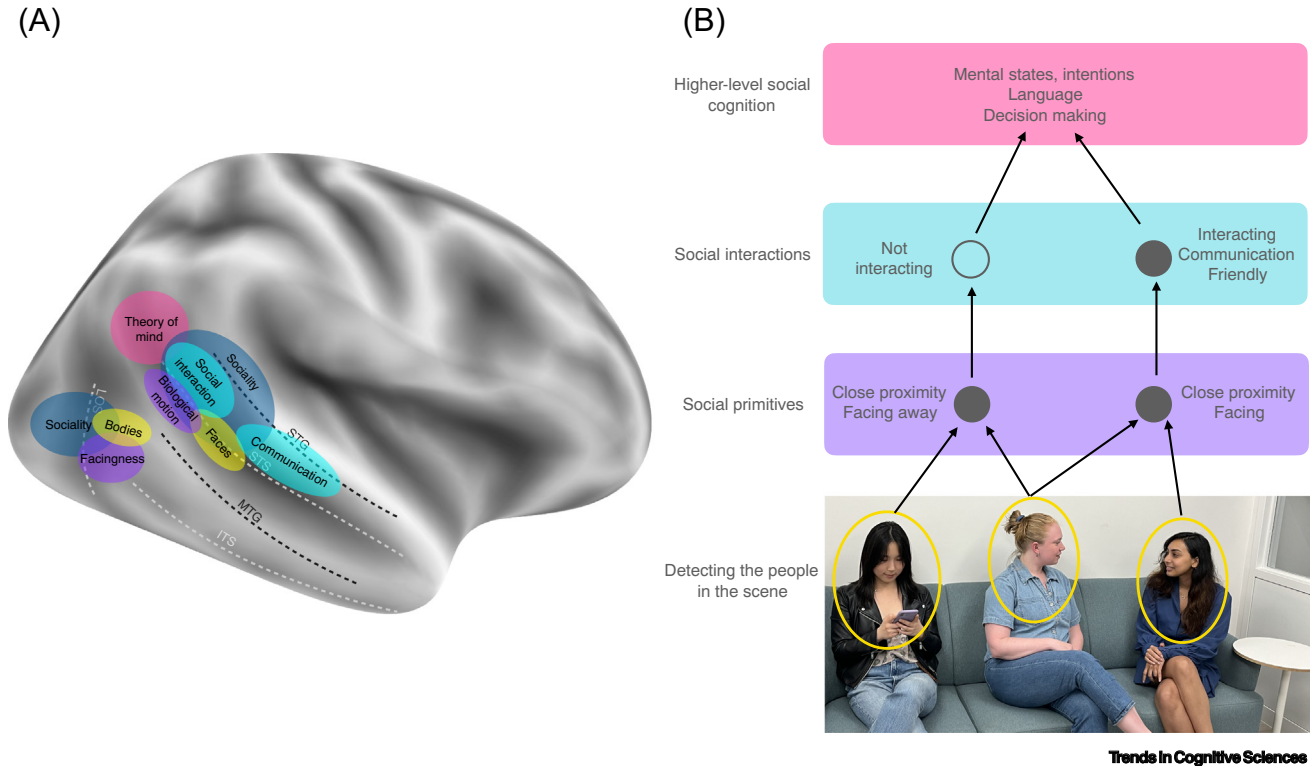 (A)
Theory of
mind
Sociality
Social
interaction
Biological
motion
LOS
Sociality
Bodies
Facingness
Faces
STG
STS
Communication
MTG
ITS
(B)
Higher-level social
cognition
Mental states, intentions
Language
Decision making
Social interactions
Not
interacting
Interacting
Communication
Friendly
Social primitives
Close proximity
Facing away
Close proximity
Facing
Detecting the people
in the scene
Trends in Cognitive Sciences